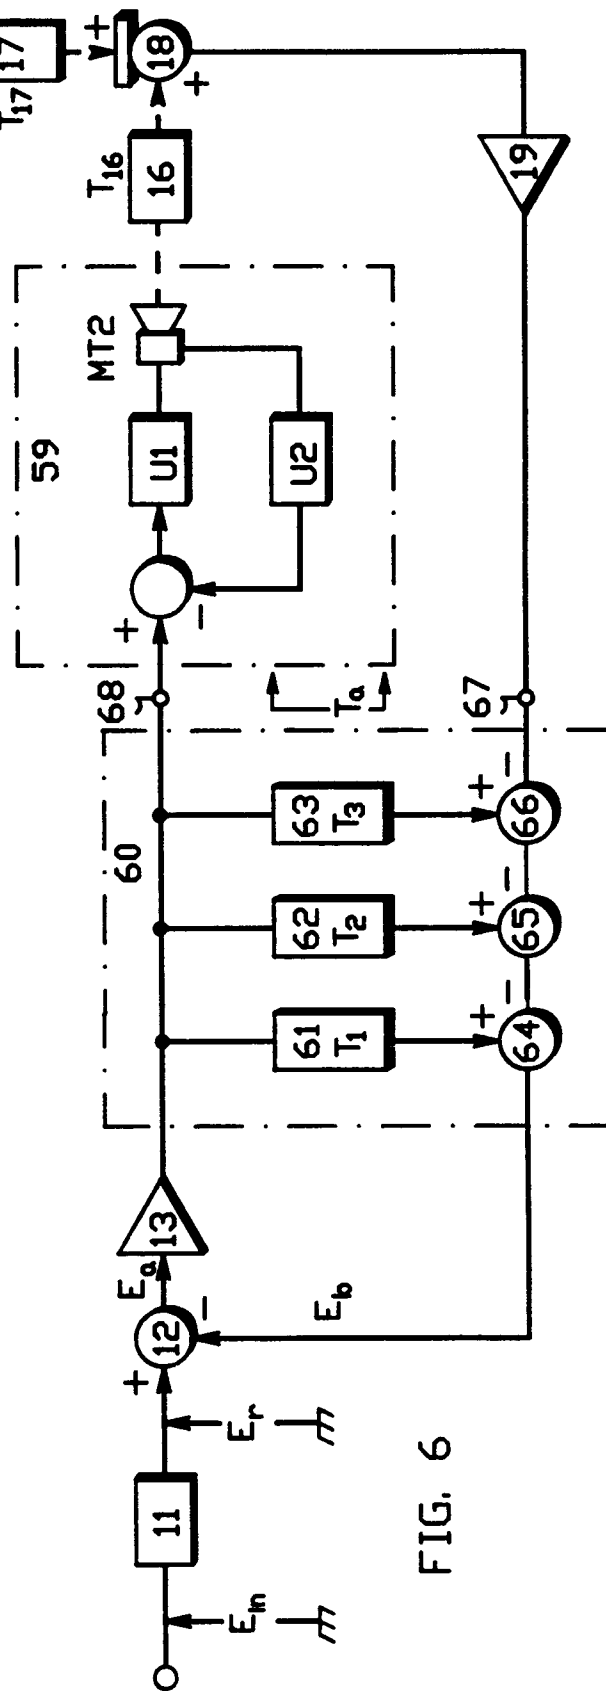 17
T17
+
18
+
T16
16
59
MT2
U1
U2
+
-
68
Ta
67
60
63
T3
+
-
66
62
T2
+
-
65
61
T1
+
-
64
19
13
Ea
12
+
-
Eb
Er
11
Ein
FIG. 6